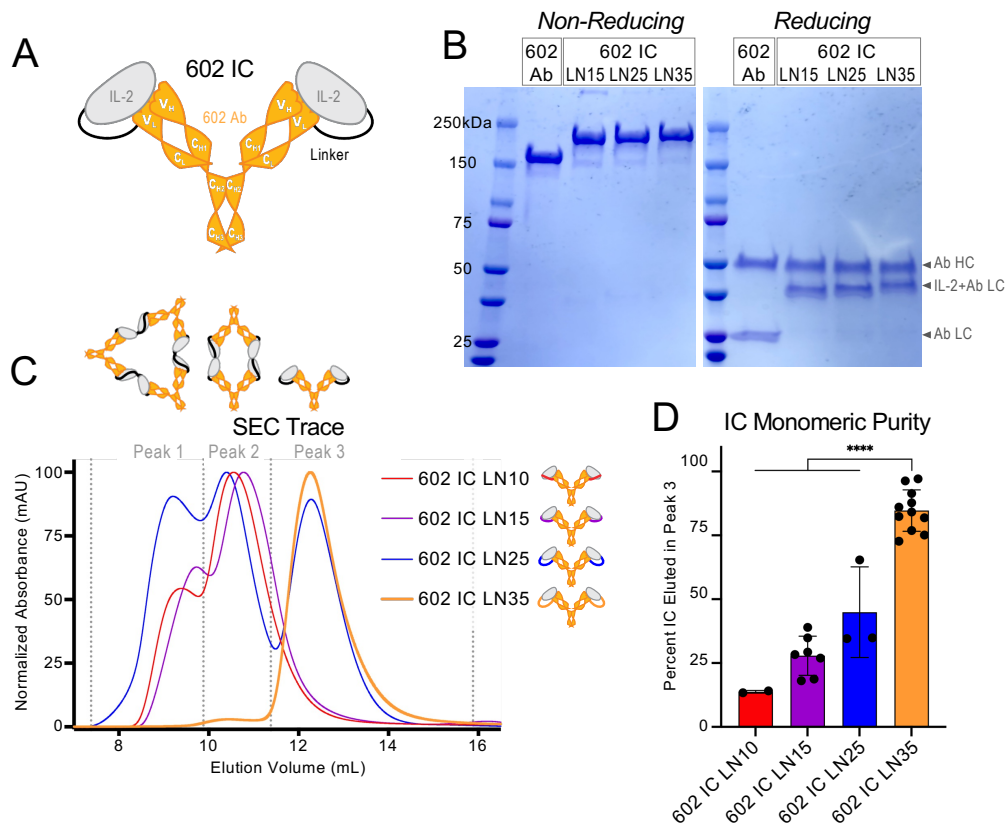 A
602 IC
IL-2
IL-2
VH
VH
VL
VL
602 Ab
CH1
CH1
CL
CL
Linker
CH2
CH2
CH3
CH3
B
Non-Reducing
Reducing
602 Ab
602 IC
LN15 LN25 LN35
602 Ab
602 IC
LN15 LN25 LN35
250kDa
150
75
50
25
Ab HC
IL-2+Ab LC
Ab LC
C
SEC Trace
Peak 1
Peak 2
Peak 3
Normalized Absorbance (mAU)
100
75
50
25
0
8
10
12
14
16
Elution Volume (mL)
602 IC LN10
602 IC LN15
602 IC LN25
602 IC LN35
D
IC Monomeric Purity
****
Percent IC Eluted in Peak 3
100
75
50
25
0
602 IC LN10
602 IC LN15
602 IC LN25
602 IC LN35